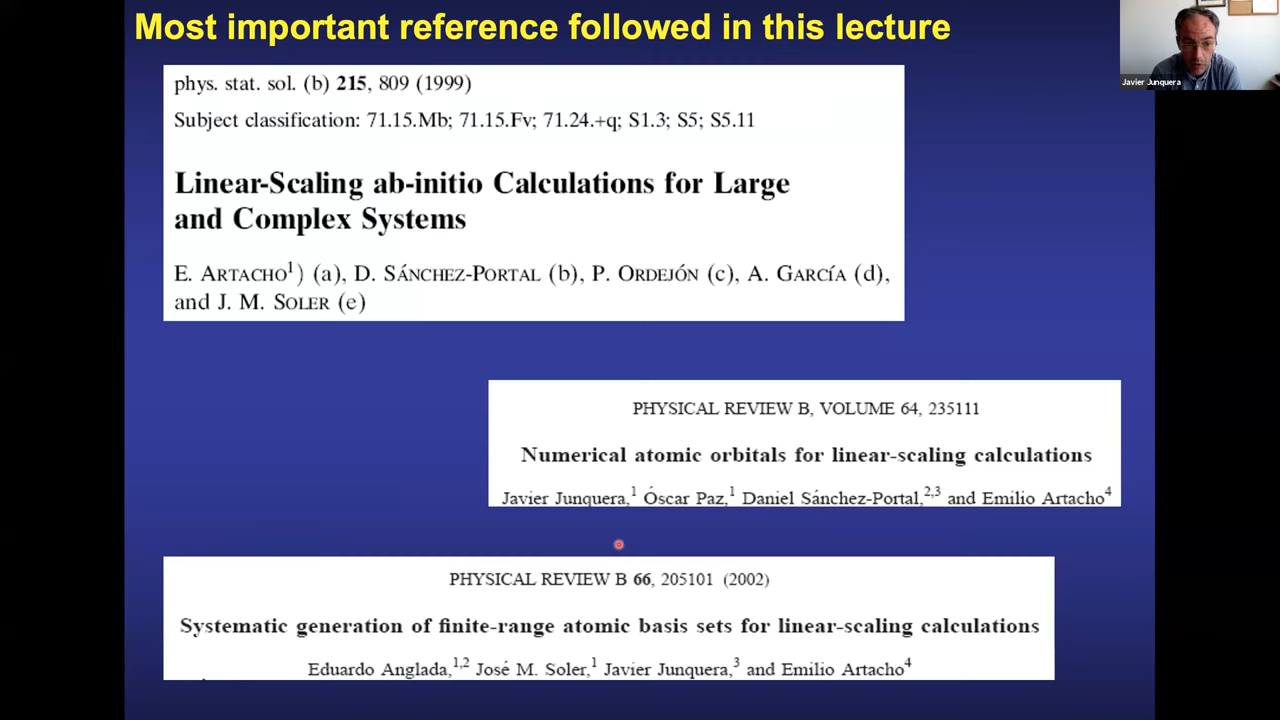 Most important reference followed in this lecture
Javier Junquera
phys. stat. sol. (b) 215, 809 (1999)
Subject classification: 71.15.Mb; 71.15.Fv; 71.24.+q; S1.3; S5; S5.11
Linear-Scaling ab-initio Calculations for Large
and Complex Systems
E. ARTACHO¹) (a), D. SÁNCHEZ-PORTAL (b), P. ORDEJÓN (c), A. GARCÍA (d),
and J. M. SOLER (e)
PHYSICAL REVIEW B, VOLUME 64, 235111
Numerical atomic orbitals for linear-scaling calculations
Javier Junquera,¹ Óscar Paz,¹ Daniel Sánchez-Portal,²,³ and Emilio Artacho⁴
PHYSICAL REVIEW B 66, 205101 (2002)
Systematic generation of finite-range atomic basis sets for linear-scaling calculations
Eduardo Anglada,¹,² José M. Soler,¹ Javier Junquera,³ and Emilio Artacho⁴